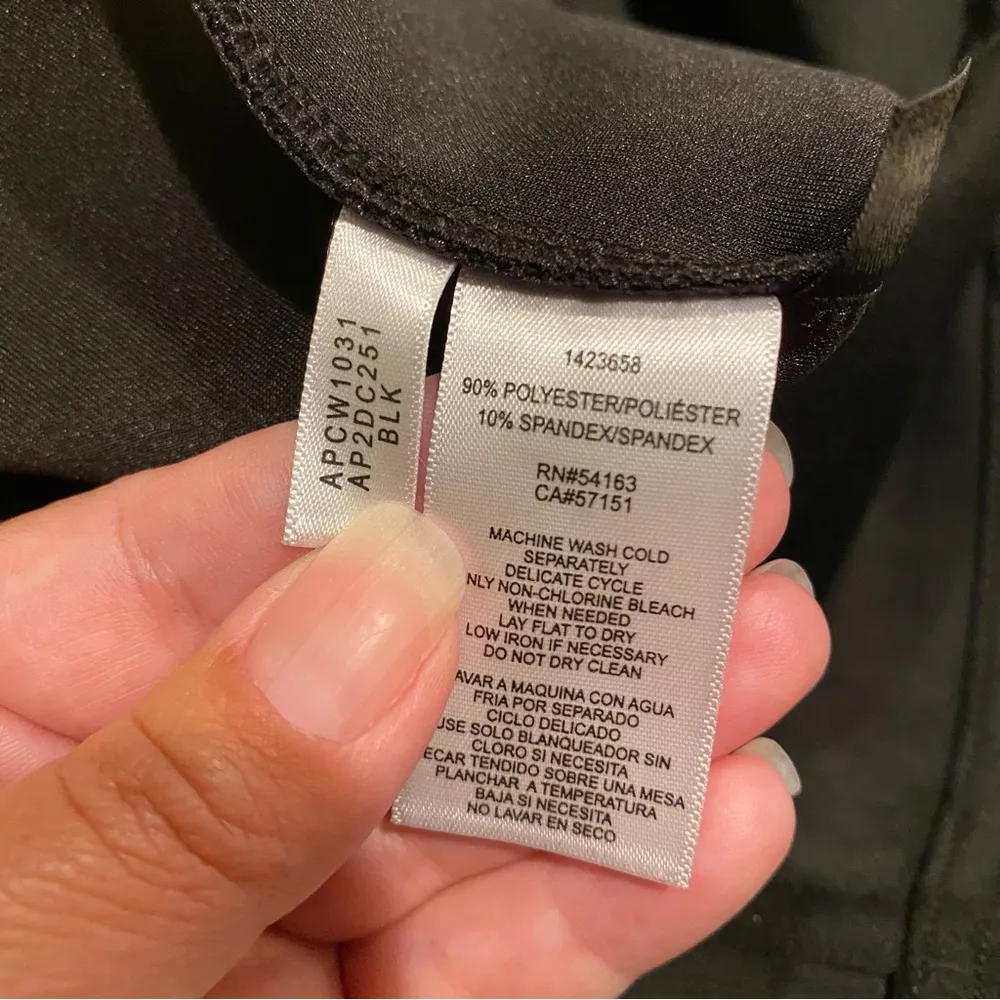 APCW1031
AP2DC251
BLK
1423658
90% POLYESTER/POLIÉSTER
10% SPANDEX/SPANDEX
RN#54163
CA#57151
MACHINE WASH COLD
SEPARATELY
DELICATE CYCLE
NLY NON-CHLORINE BLEACH
WHEN NEEDED
LAY FLAT TO DRY
LOW IRON IF NECESSARY
DO NOT DRY CLEAN
AVAR A MAQUINA CON AGUA
FRIA POR SEPARADO
CICLO DELICADO
USE SOLO BLANQUEADOR SIN
CLORO SI NECESITA
ECAR TENDIDO SOBRE UNA MESA
PLANCHAR A TEMPERATURA
BAJA SI NECESITA
NO LAVAR EN SECO